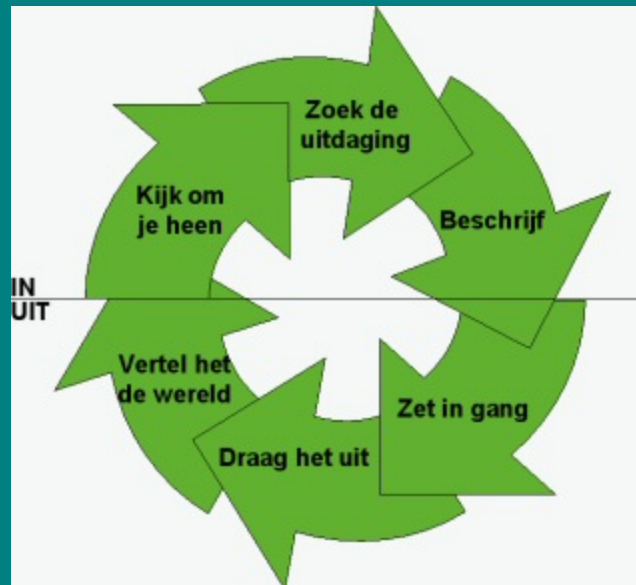 Zoek de
uitdaging
Kijk om
je heen
Beschrijf
IN
UIT
Vertel het
de wereld
Zet in gang
Draag het uit